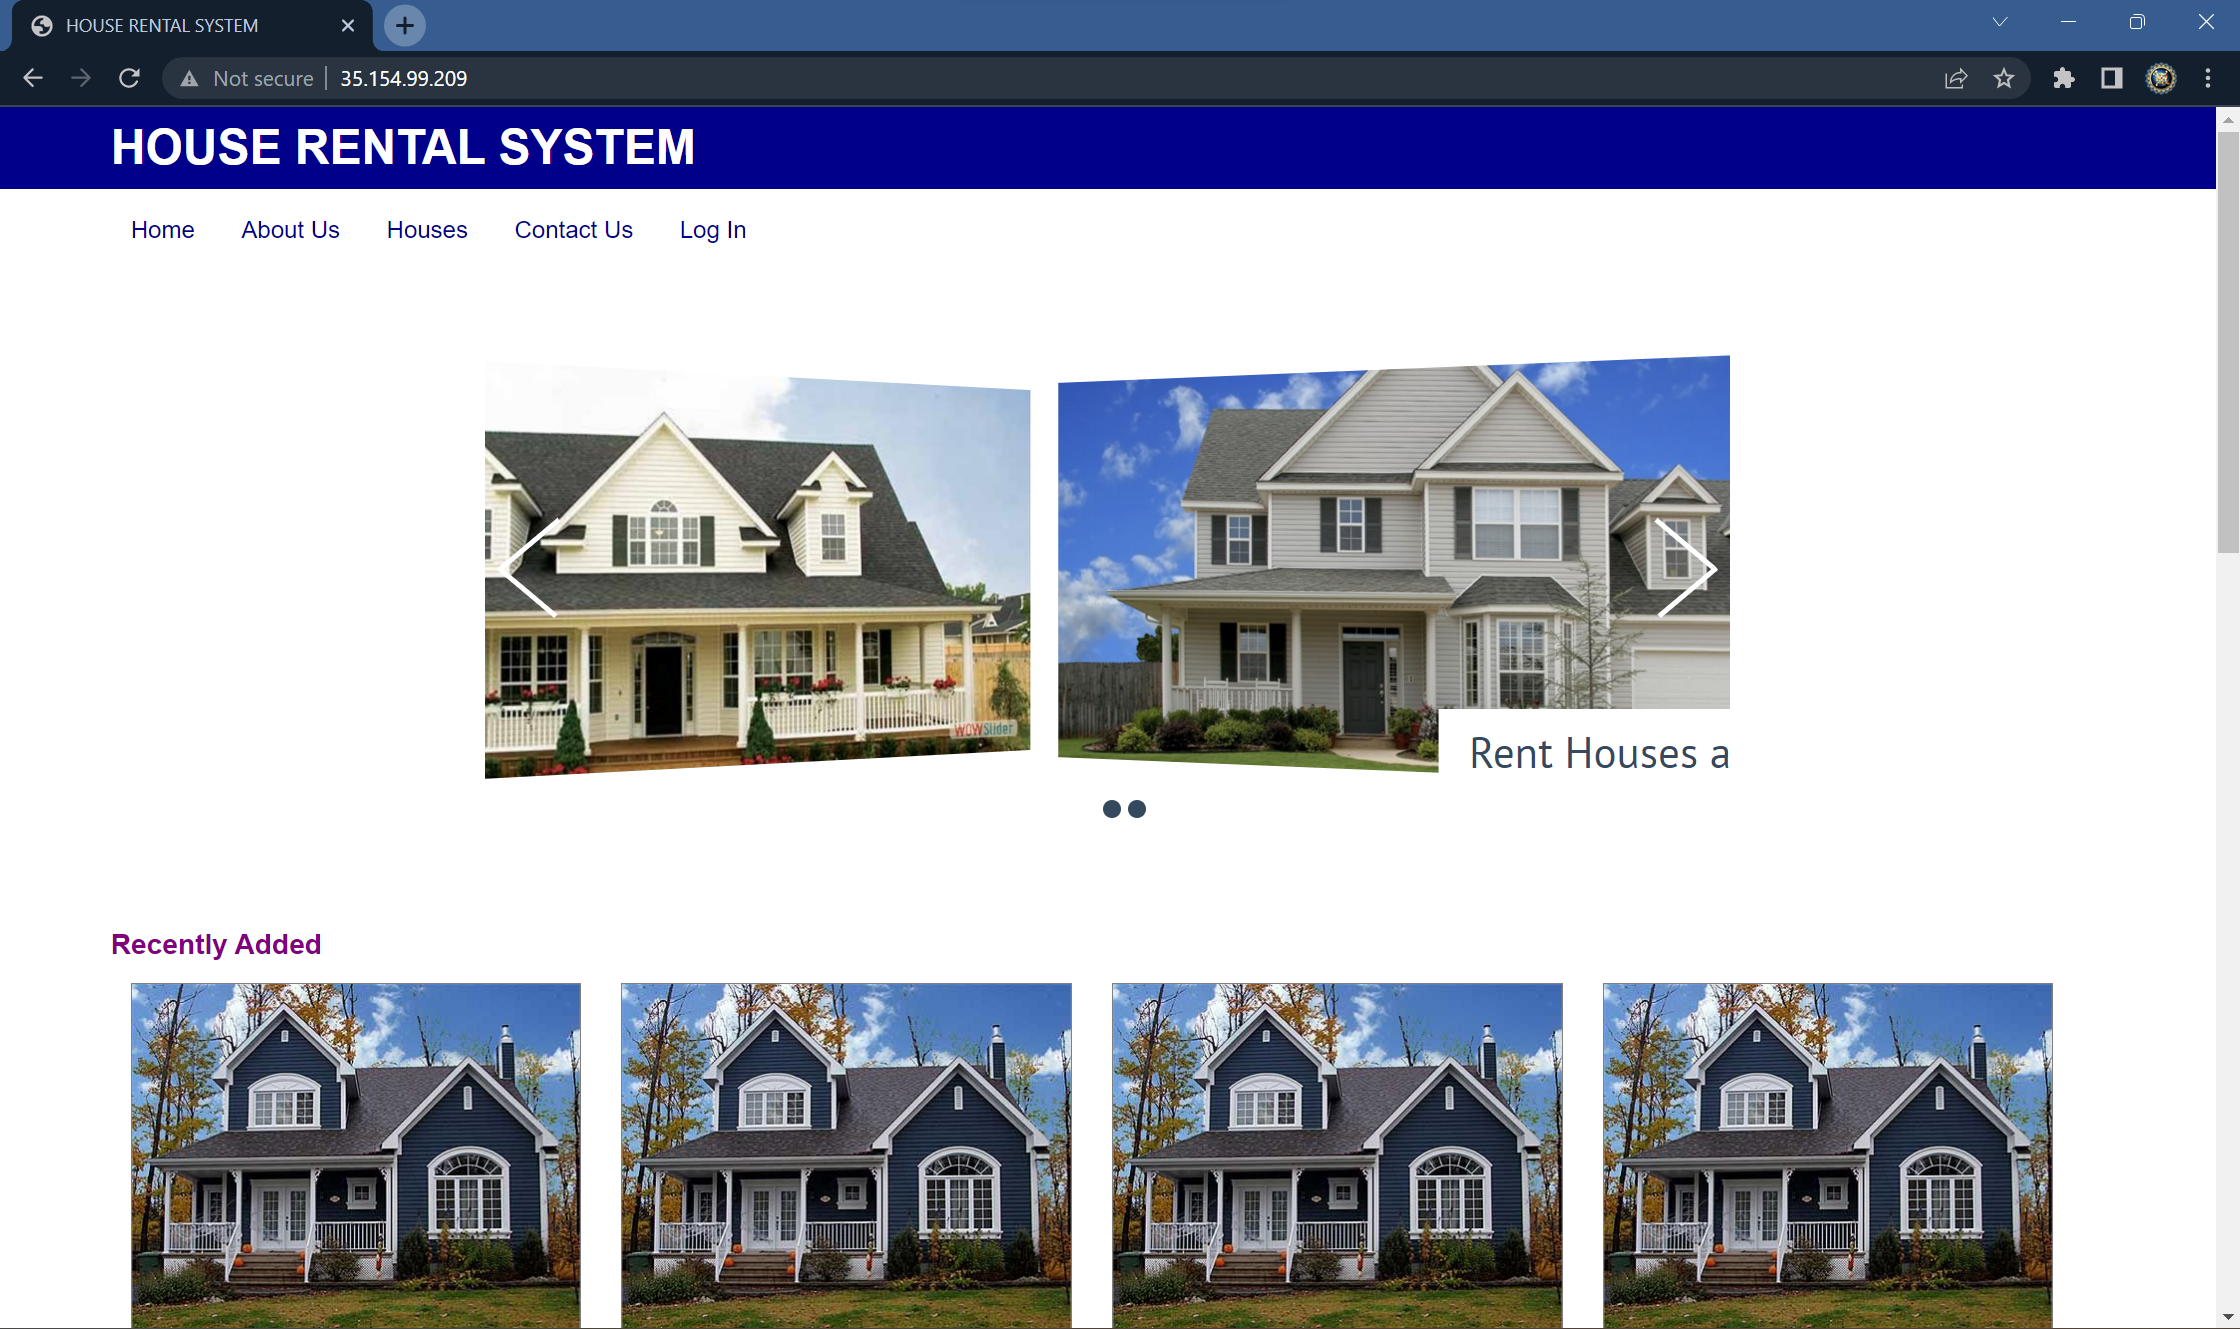 HOUSE RENTAL SYSTEM
Not secure
35.154.99.209
HOUSE RENTAL SYSTEM
Home
About Us
Houses
Contact Us
Log In
WOWSlider
Rent Houses a
Recently Added